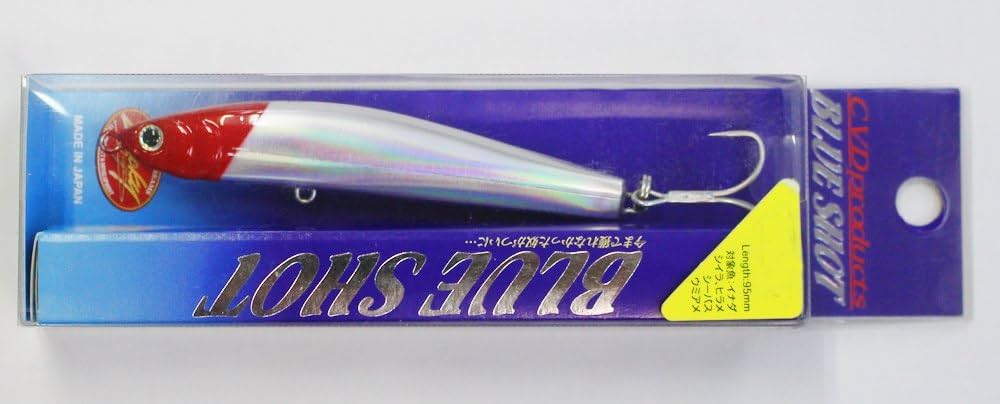 CVDproducts
BLUE SHOT
MADE IN JAPAN
今まで獲れなかった奴がついに…
BLUE SHOT
Length:95mm
対象魚：イナダ
シイラ、ヒラメ
シーバス
ウミアメ